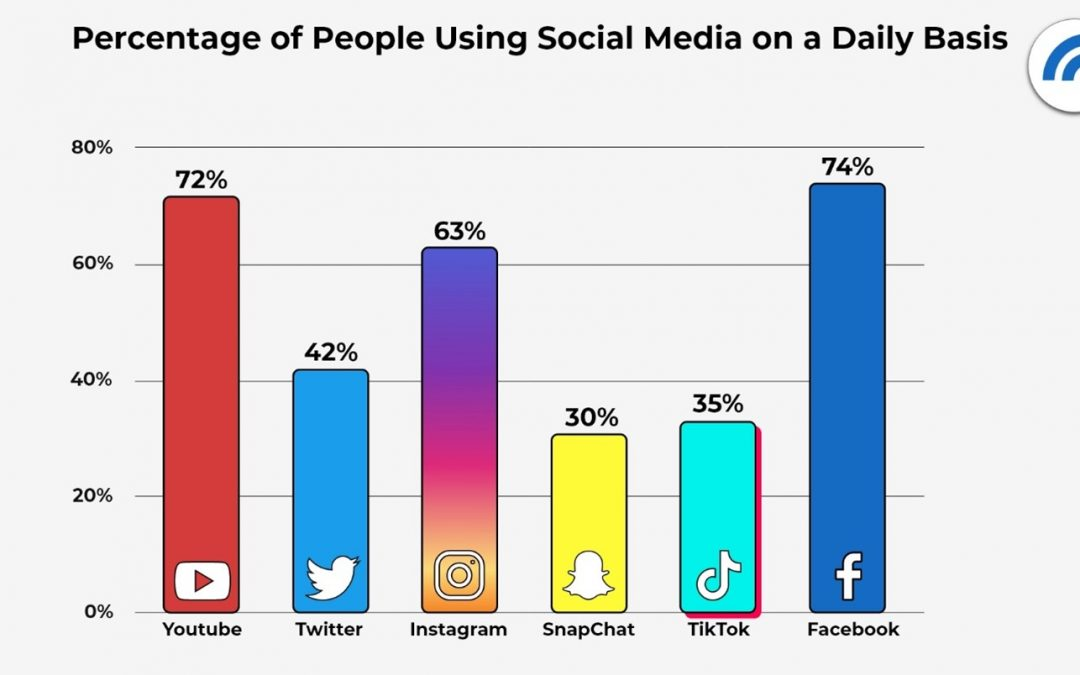 Percentage of People Using Social Media on a Daily Basis
80%
60%
40%
20%
0%
72%
42%
63%
30%
35%
74%
Youtube
Twitter
Instagram
SnapChat
TikTok
Facebook